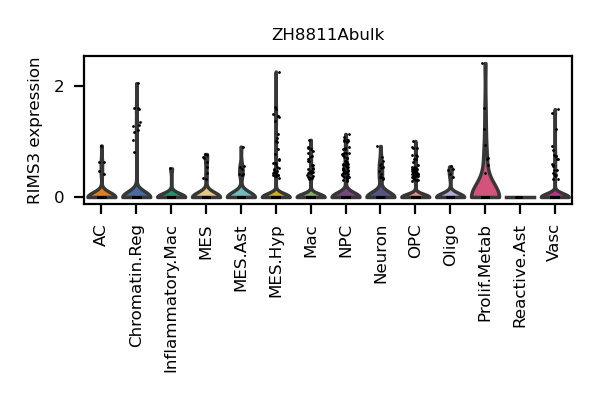 ZH8811Abulk
RIMS3 expression
2
0
AC
Chromatin.Reg
Inflammatory.Mac
MES
MES.Ast
MES.Hyp
Mac
NPC
Neuron
OPC
Oligo
Prolif.Metab
Reactive.Ast
Vasc